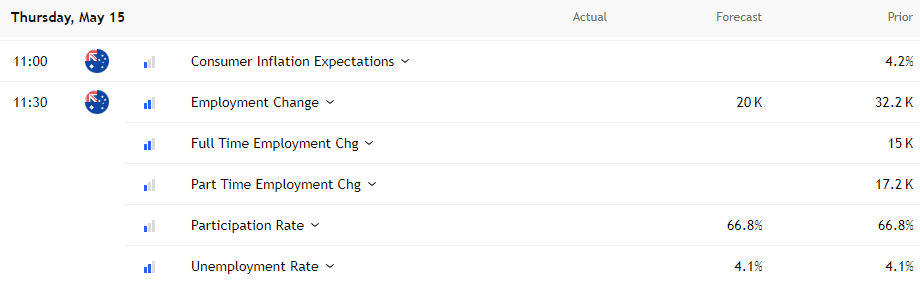 Thursday, May 15 Actual Forecast Prior
11:00 Consumer Inflation Expectations 4.2%
11:30 Employment Change 20 K 32.2 K
Full Time Employment Chg 15 K
Part Time Employment Chg 17.2 K
Participation Rate 66.8% 66.8%
Unemployment Rate 4.1% 4.1%